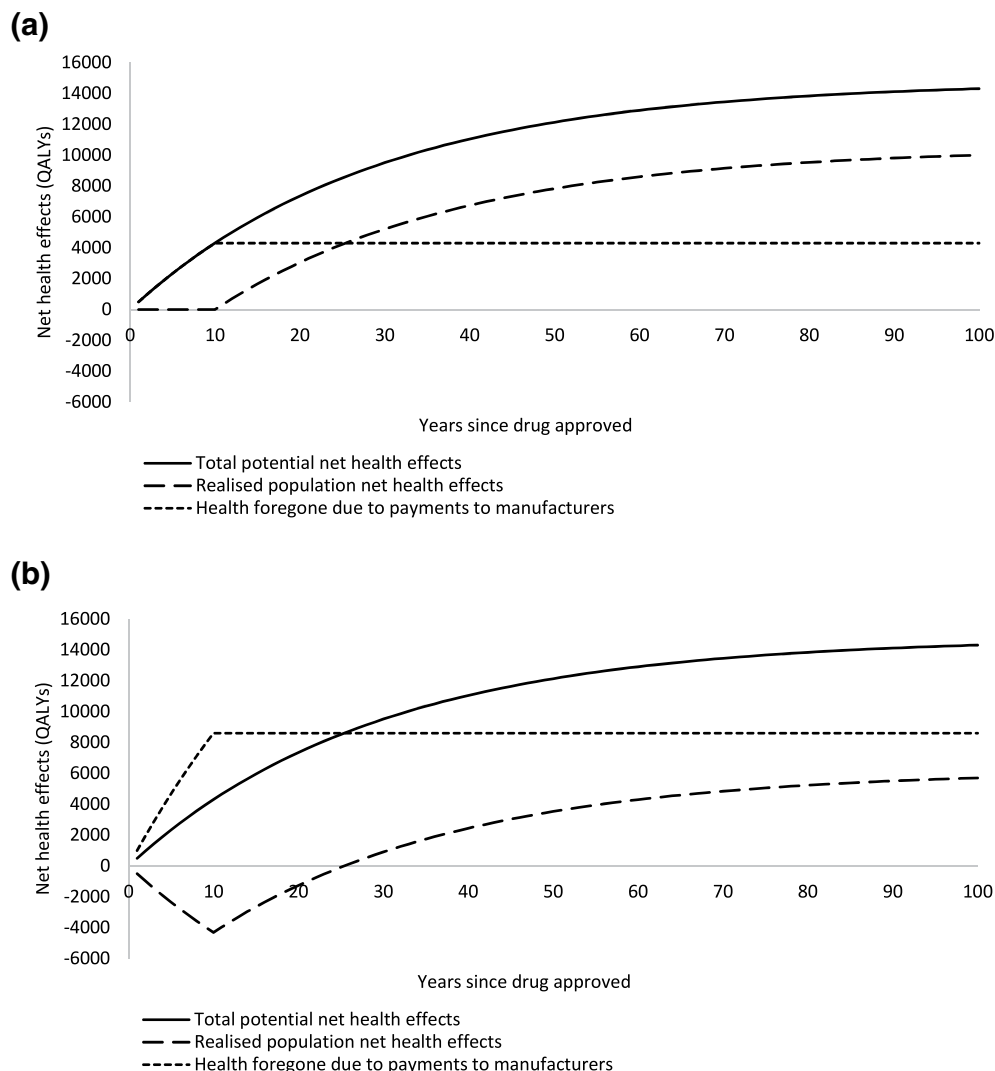 (a)
16000
14000
12000
10000
8000
6000
4000
2000
0
-2000
-4000
-6000
Net health effects (QALYs)
0 10 20 30 40 50 60 70 80 90 100
Years since drug approved
Total potential net health effects
Realised population net health effects
Health foregone due to payments to manufacturers
(b)
16000
14000
12000
10000
8000
6000
4000
2000
0
-2000
-4000
-6000
Net health effects (QALYs)
0 10 20 30 40 50 60 70 80 90 100
Years since drug approved
Total potential net health effects
Realised population net health effects
Health foregone due to payments to manufacturers